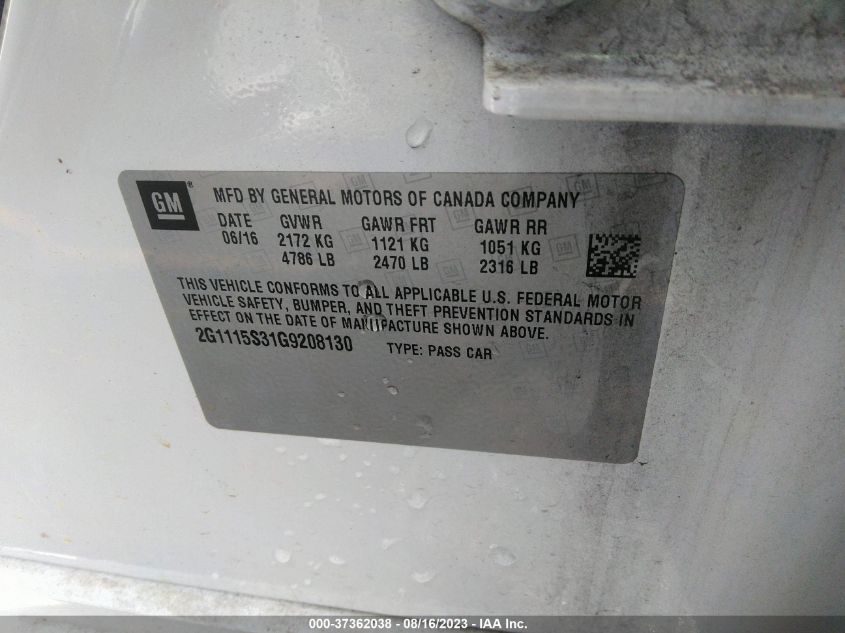 GM ® MFD BY GENERAL MOTORS OF CANADA COMPANY
DATE GVWR GAWR FRT GAWR RR
06/16 2172 KG 1121 KG 1051 KG
4786 LB 2470 LB 2316 LB
THIS VEHICLE CONFORMS TO ALL APPLICABLE U.S. FEDERAL MOTOR
VEHICLE SAFETY, BUMPER, AND THEFT PREVENTION STANDARDS IN
EFFECT ON THE DATE OF MANUFACTURE SHOWN ABOVE.
2G1115S31G9208130 TYPE: PASS CAR
000-37362038 - 08/16/2023 - IAA Inc.